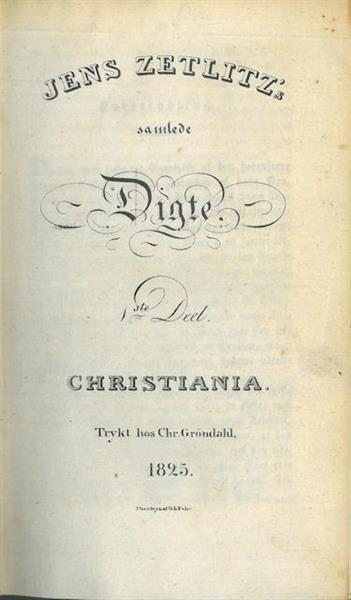 JENS ZETLITZ's
samlede
Digte.
1ste Deel.
CHRISTIANIA.
Trykt hos Chr. Gröndahl,
1825.